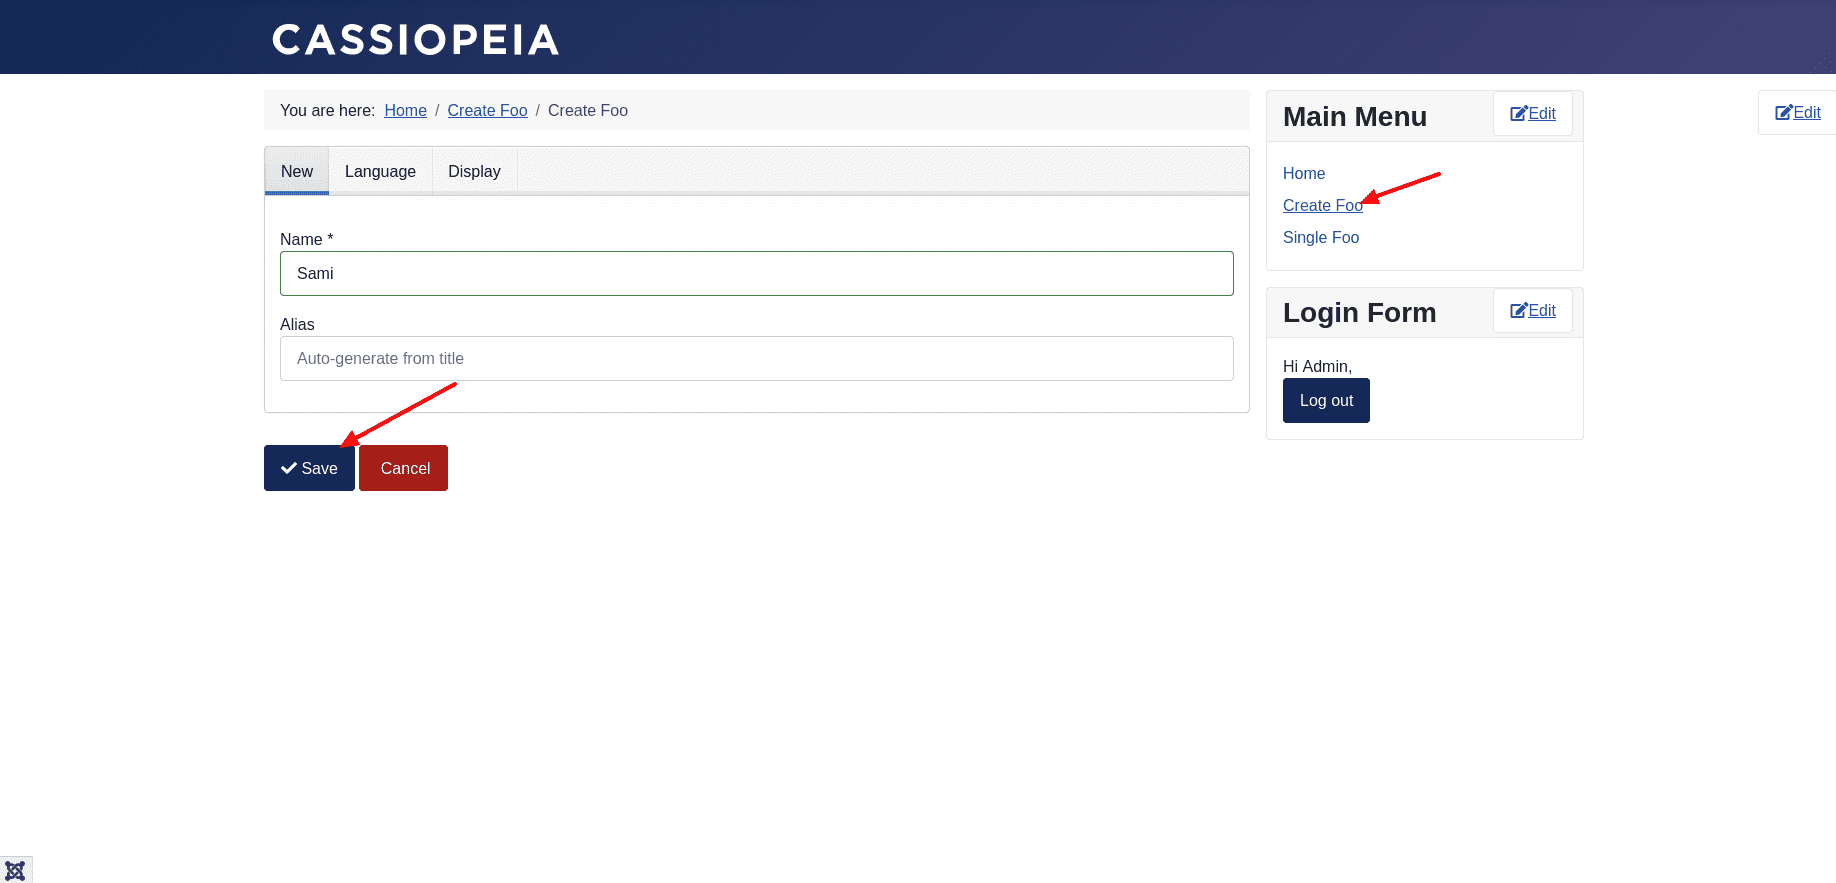 CASSIOPEIA
You are here: Home / Create Foo / Create Foo
New Language Display
Name *
Sami
Alias
Auto-generate from title
Save Cancel
Main Menu Edit
Home
Create Foo
Single Foo
Login Form Edit
Hi Admin,
Log out
Edit